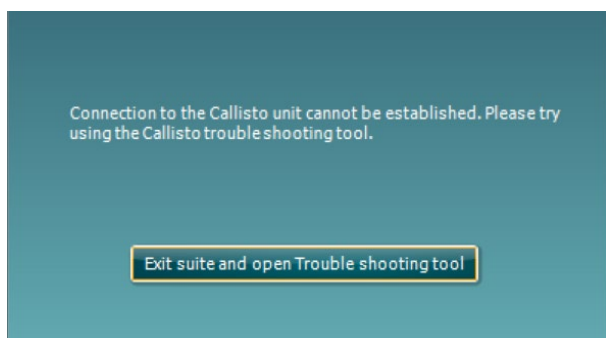 Connection to the Callisto unit cannot be established. Please try
using the Callisto trouble shooting tool.
Exit suite and open Trouble shooting tool